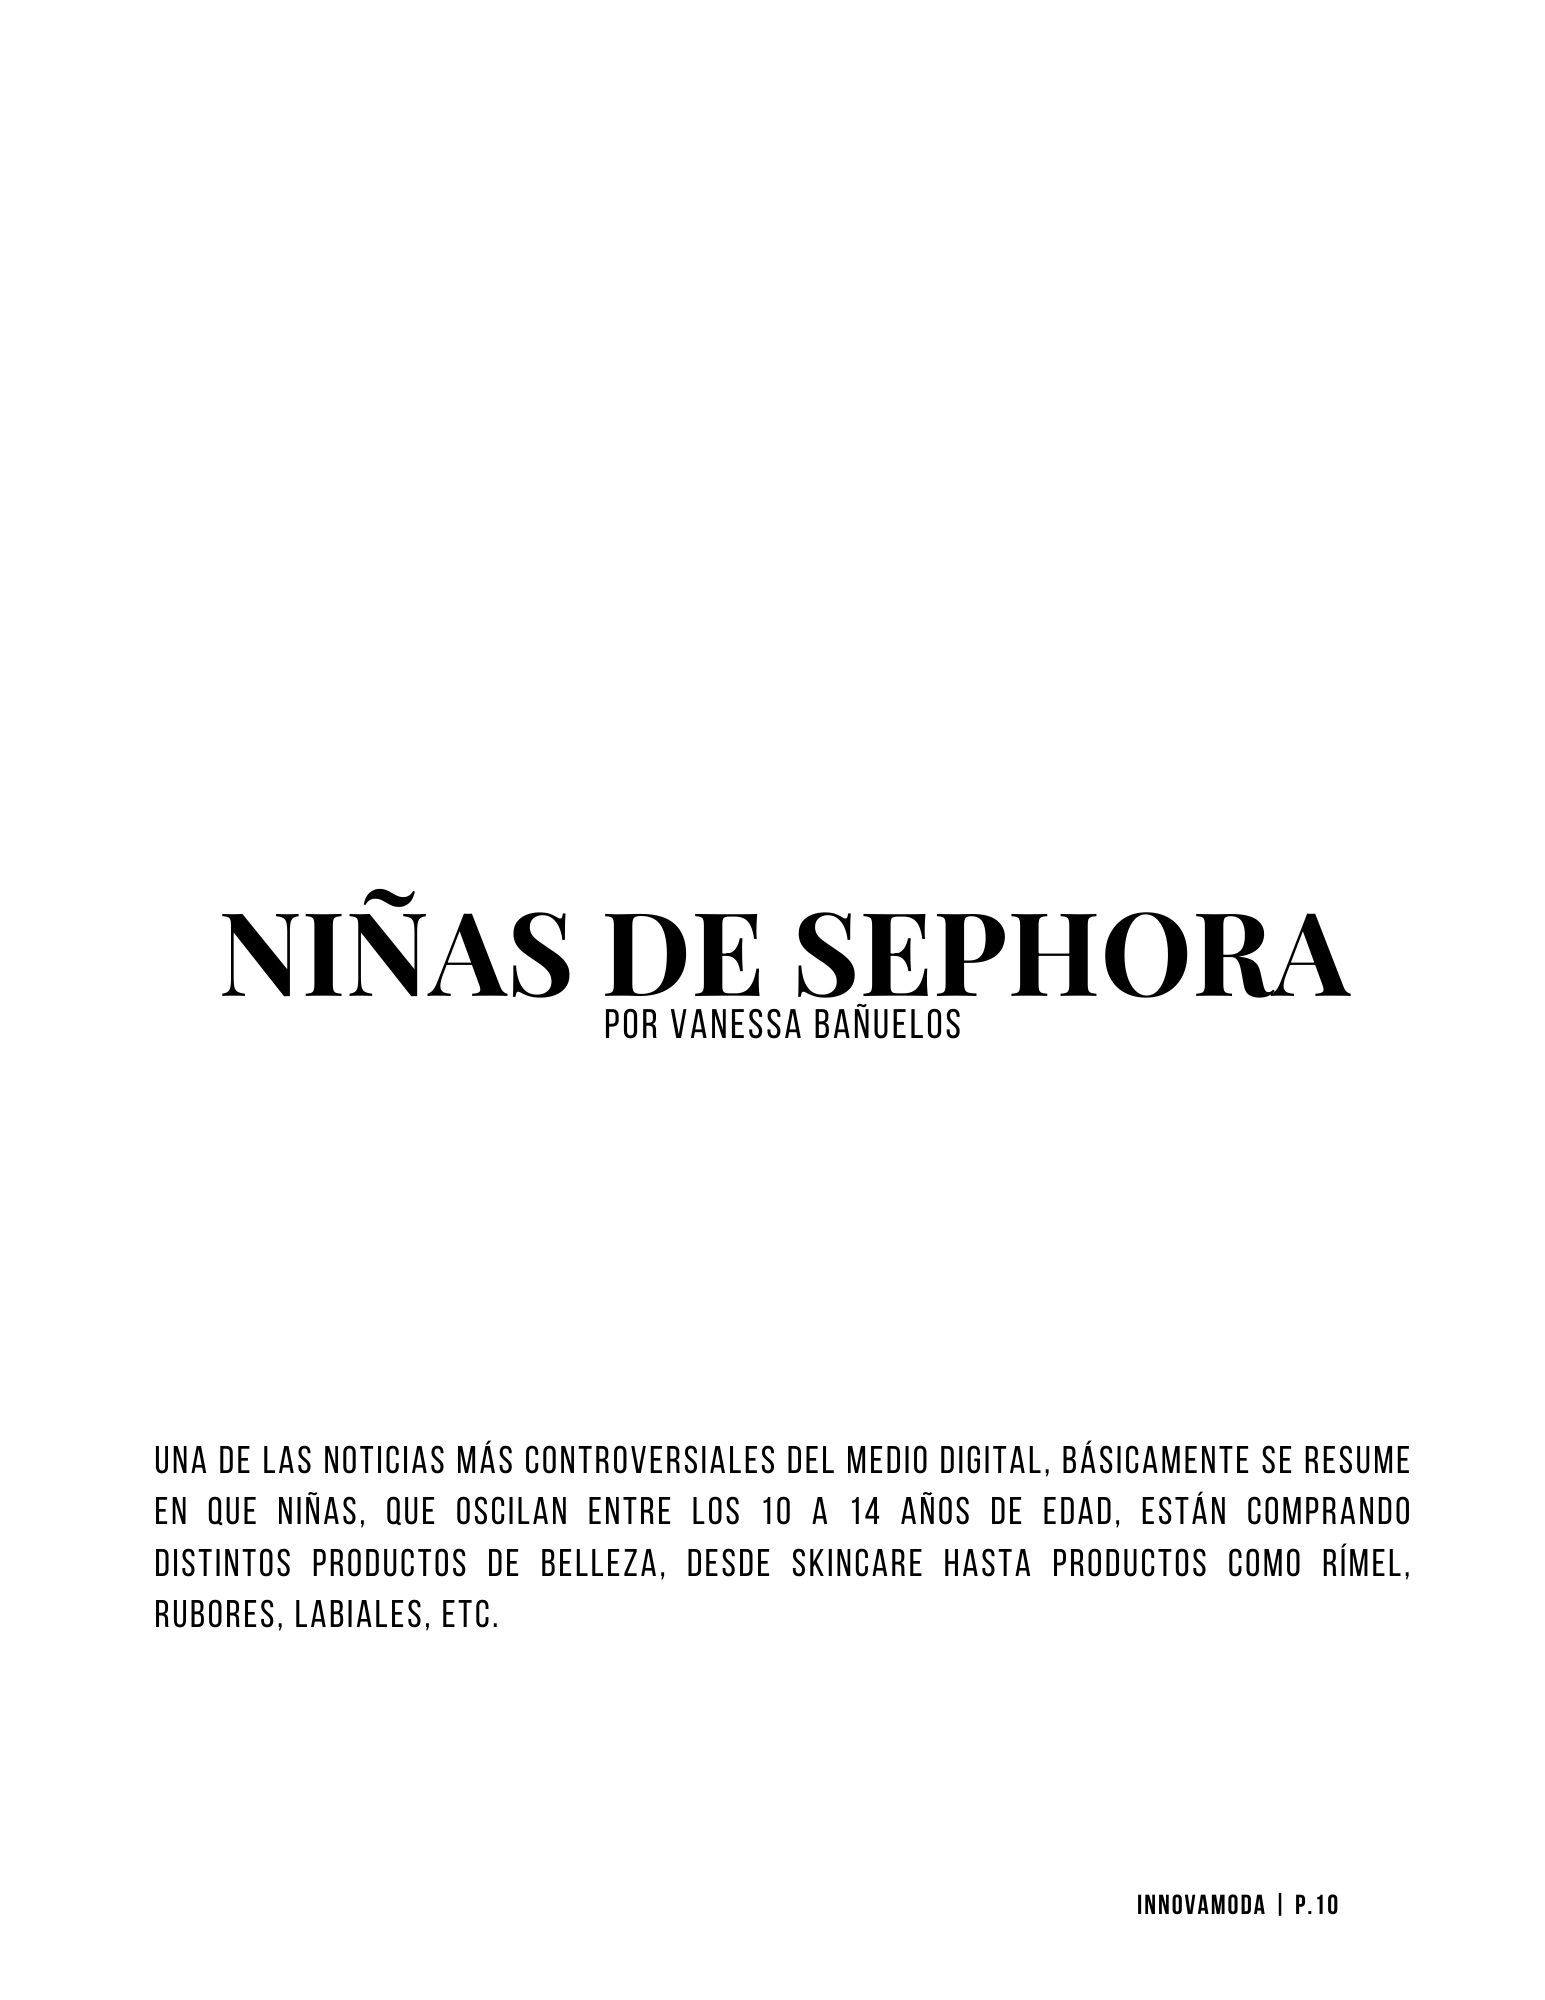 NIÑAS DE SEPHORA
POR VANESSA BAÑUELOS
UNA DE LAS NOTICIAS MÁS CONTROVERSIALES DEL MEDIO DIGITAL, BÁSICAMENTE SE RESUME
EN QUE NIÑAS, QUE OSCILAN ENTRE LOS 10 A 14 AÑOS DE EDAD, ESTÁN COMPRANDO
DISTINTOS PRODUCTOS DE BELLEZA, DESDE SKINCARE HASTA PRODUCTOS COMO RÍMEL,
RUBORES, LABIALES, ETC.
INNOVAMODA | P.10